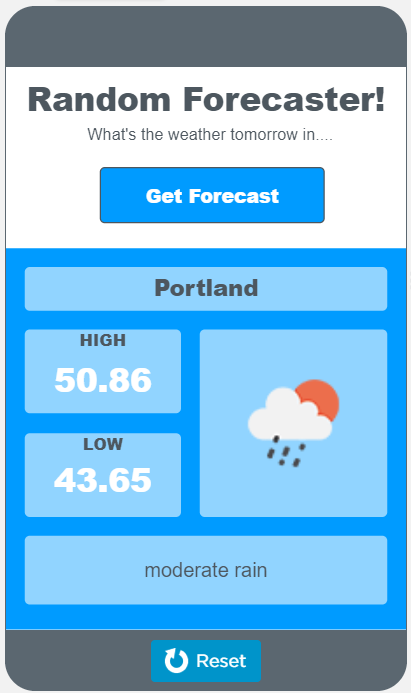 Random Forecaster!
What's the weather tomorrow in....
Get Forecast
Portland
HIGH
50.86
LOW
43.65
moderate rain
Reset